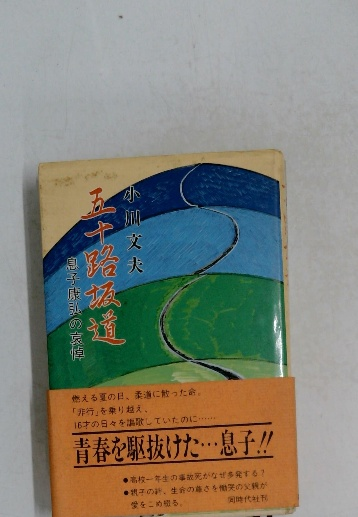 小川文夫
五十路坂道
息子康弘の哀悼
燃える夏の日、柔道に散った命。
「非行」を乗り越え、
16才の日々を謳歌していたのに……
青春を駆抜けた…息子!!
●高校一年生の事故死がなぜ多発する?
●親子の絆、生命の尊さを慟哭の父親が
愛をこめ綴る。
同時代社刊